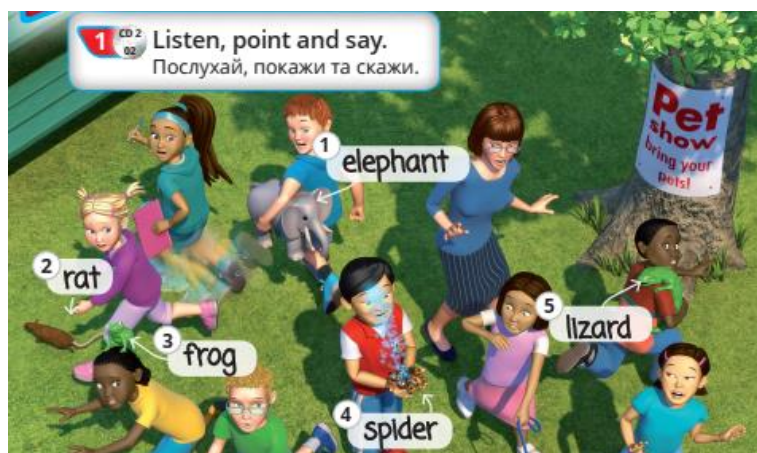 1 CD 2 02 Listen, point and say.
Послухай, покажи та скажи.
Pet
show
bring your
pets!
1 elephant
2 rat
3 frog
4 spider
5 lizard